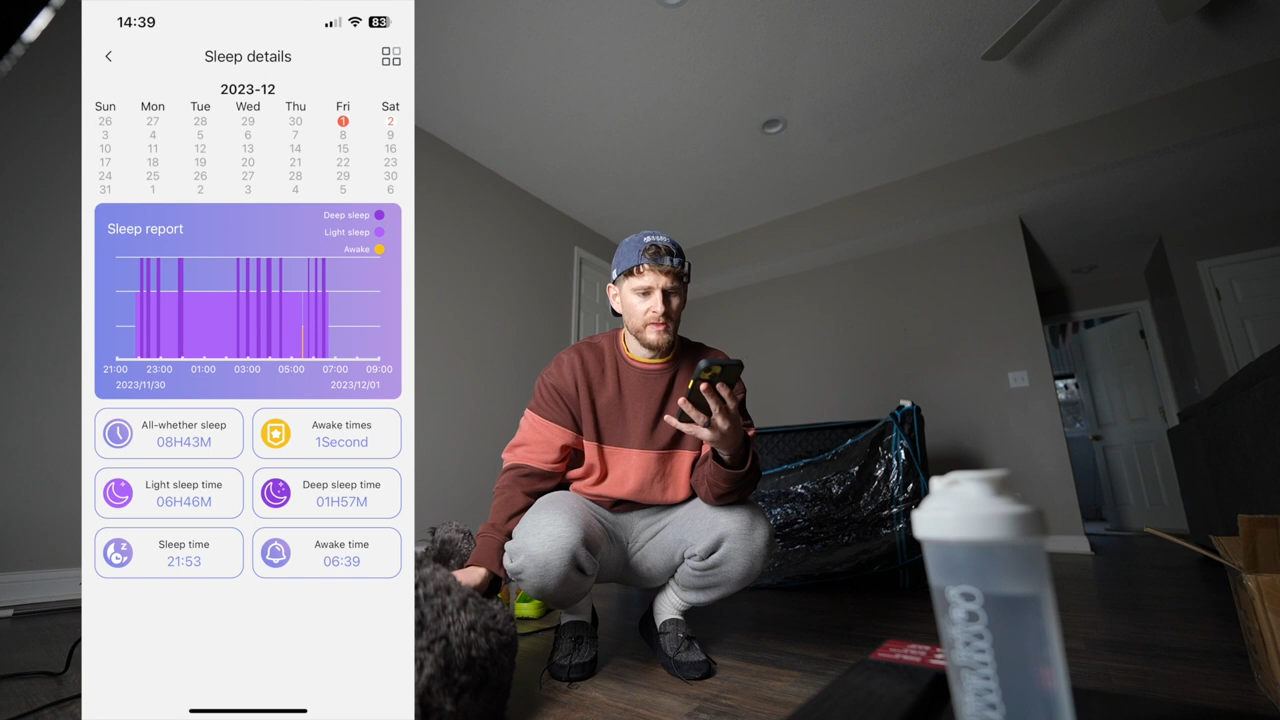 14:39
83
Sleep details
2023-12
Sun Mon Tue Wed Thu Fri Sat
26 27 28 29 30 1 2
3 4 5 6 7 8 9
10 11 12 13 14 15 16
17 18 19 20 21 22 23
24 25 26 27 28 29 30
31 1 2 3 4 5 6
Sleep report
Deep sleep
Light sleep
Awake
21:00 23:00 01:00 03:00 05:00 07:00 09:00
2023/11/30 2023/12/01
All-whether sleep
08H43M
Awake times
1Second
Light sleep time
06H46M
Deep sleep time
01H57M
Sleep time
21:53
Awake time
06:39